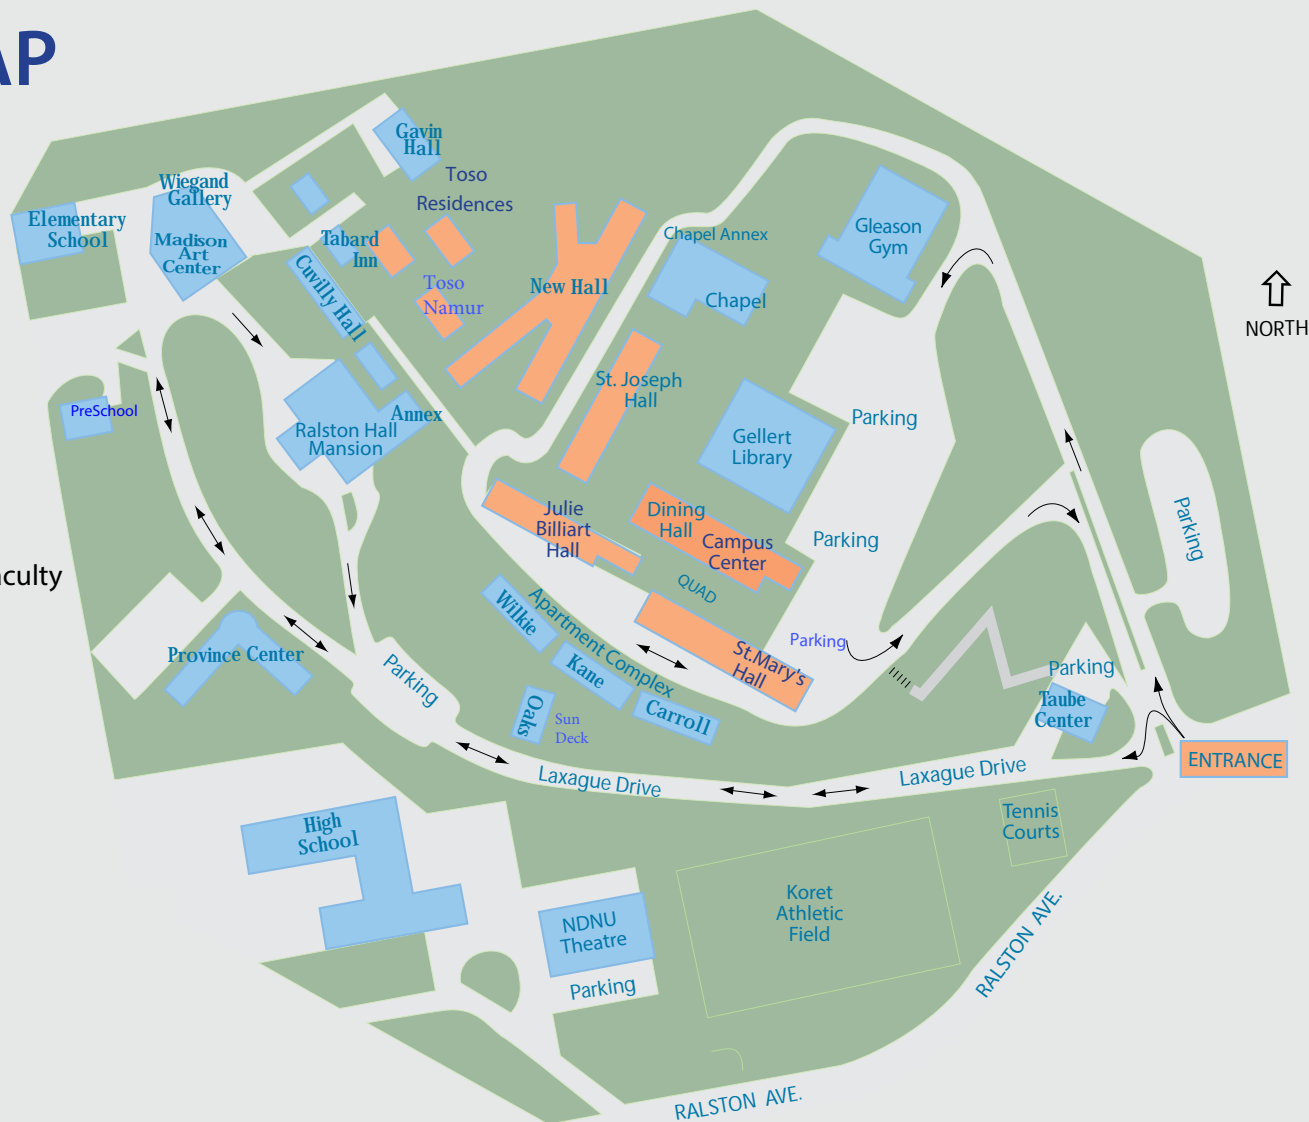 AP
Gavin
Hall
Toso
Residences
Wiegand
Gallery
Elementary
School
Madison
Art
Center
Tabard
Inn
Cuvilly Hall
Toso
Namur
New Hall
Chapel Annex
Chapel
Gleason
Gym
NORTH
PreSchool
Annex
Ralston Hall
Mansion
St. Joseph
Hall
Parking
Gellert
Library
Julie
Billiart
Hall
Dining
Hall
Campus
Center
Parking
Parking
QUAD
culty
Wilkie
Apartment Complex
Kane
Carroll
Oaks
Sun
Deck
St.Mary's
Hall
Parking
Province Center
Parking
Parking
Taube
Center
ENTRANCE
Laxague Drive
Laxague Drive
Tennis
Courts
High
School
NDNU
Theatre
Parking
Koret
Athletic
Field
RALSTON AVE.
RALSTON AVE.